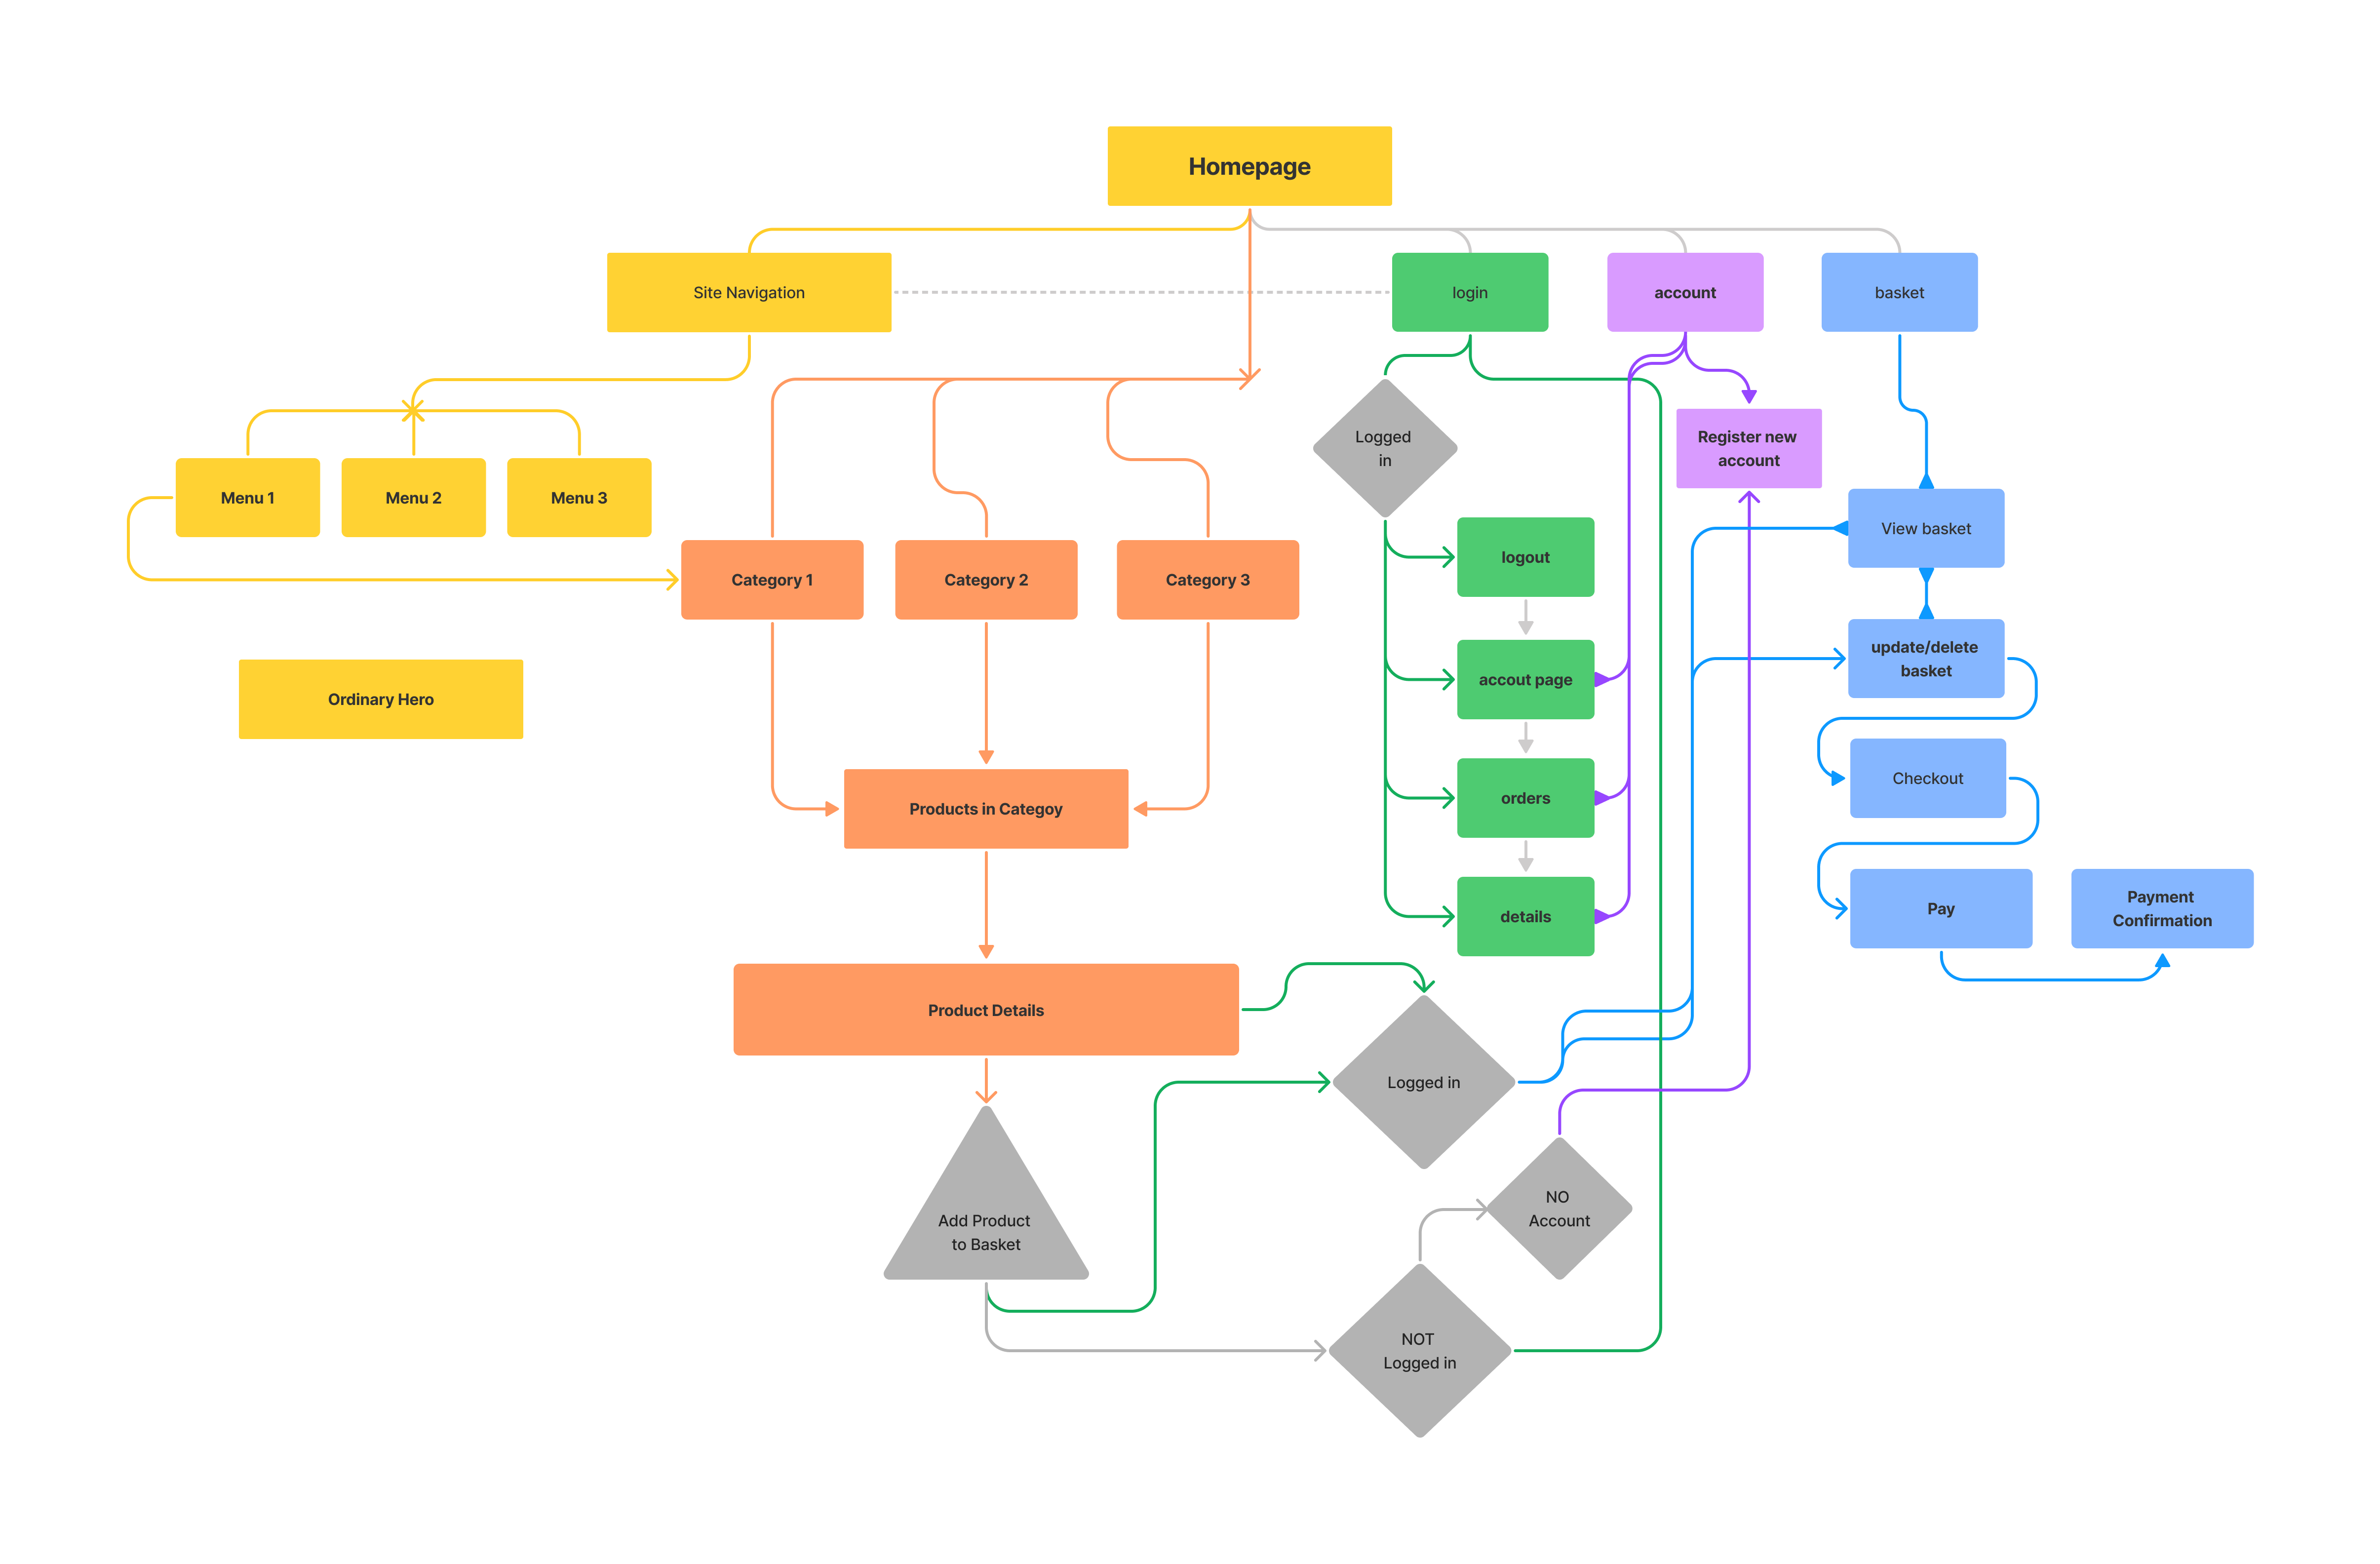 Homepage
Site Navigation
login
account
basket
Logged
in
Register new
account
Menu 1
Menu 2
Menu 3
View basket
logout
Category 1
Category 2
Category 3
update/delete
basket
accout page
Ordinary Hero
Checkout
orders
Products in Categoy
Payment
Confirmation
Pay
details
Product Details
Logged in
NO
Account
Add Product
to Basket
NOT
Logged in